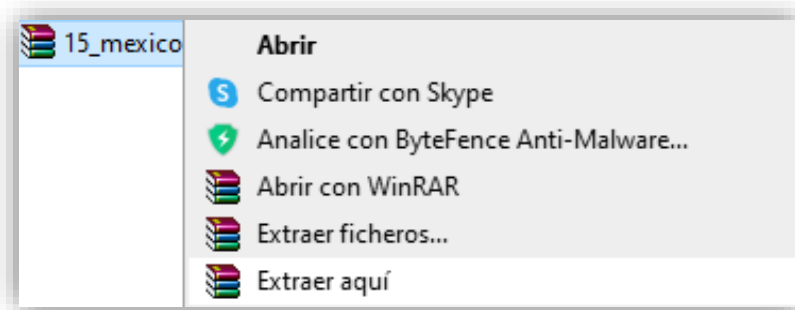 15_mexico
Abrir
Compartir con Skype
Analice con ByteFence Anti-Malware...
Abrir con WinRAR
Extraer ficheros...
Extraer aquí